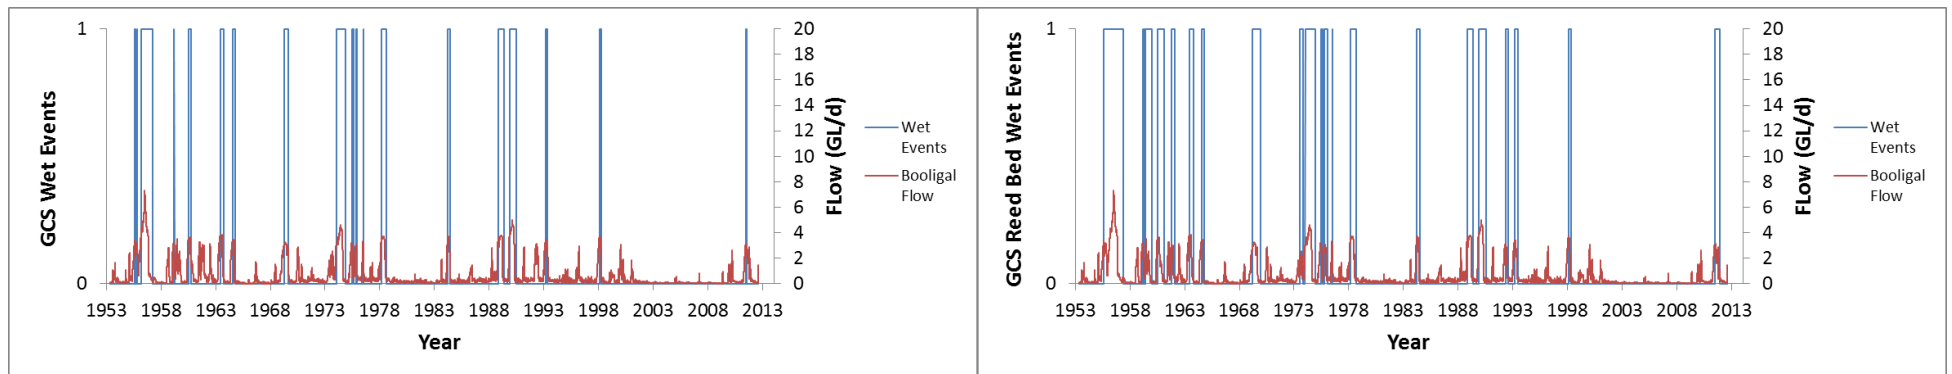 GCS Wet Events
1
0
20
18
16
14
12
10
8
6
4
2
0
FLow (GL/d)
Wet
Events
Booligal
Flow
1953 1958 1963 1968 1973 1978 1983 1988 1993 1998 2003 2008 2013
Year
GCS Reed Bed Wet Events
1
0
20
18
16
14
12
10
8
6
4
2
0
FLow (GL/d)
Wet
Events
Booligal
Flow
1953 1958 1963 1968 1973 1978 1983 1988 1993 1998 2003 2008 2013
Year